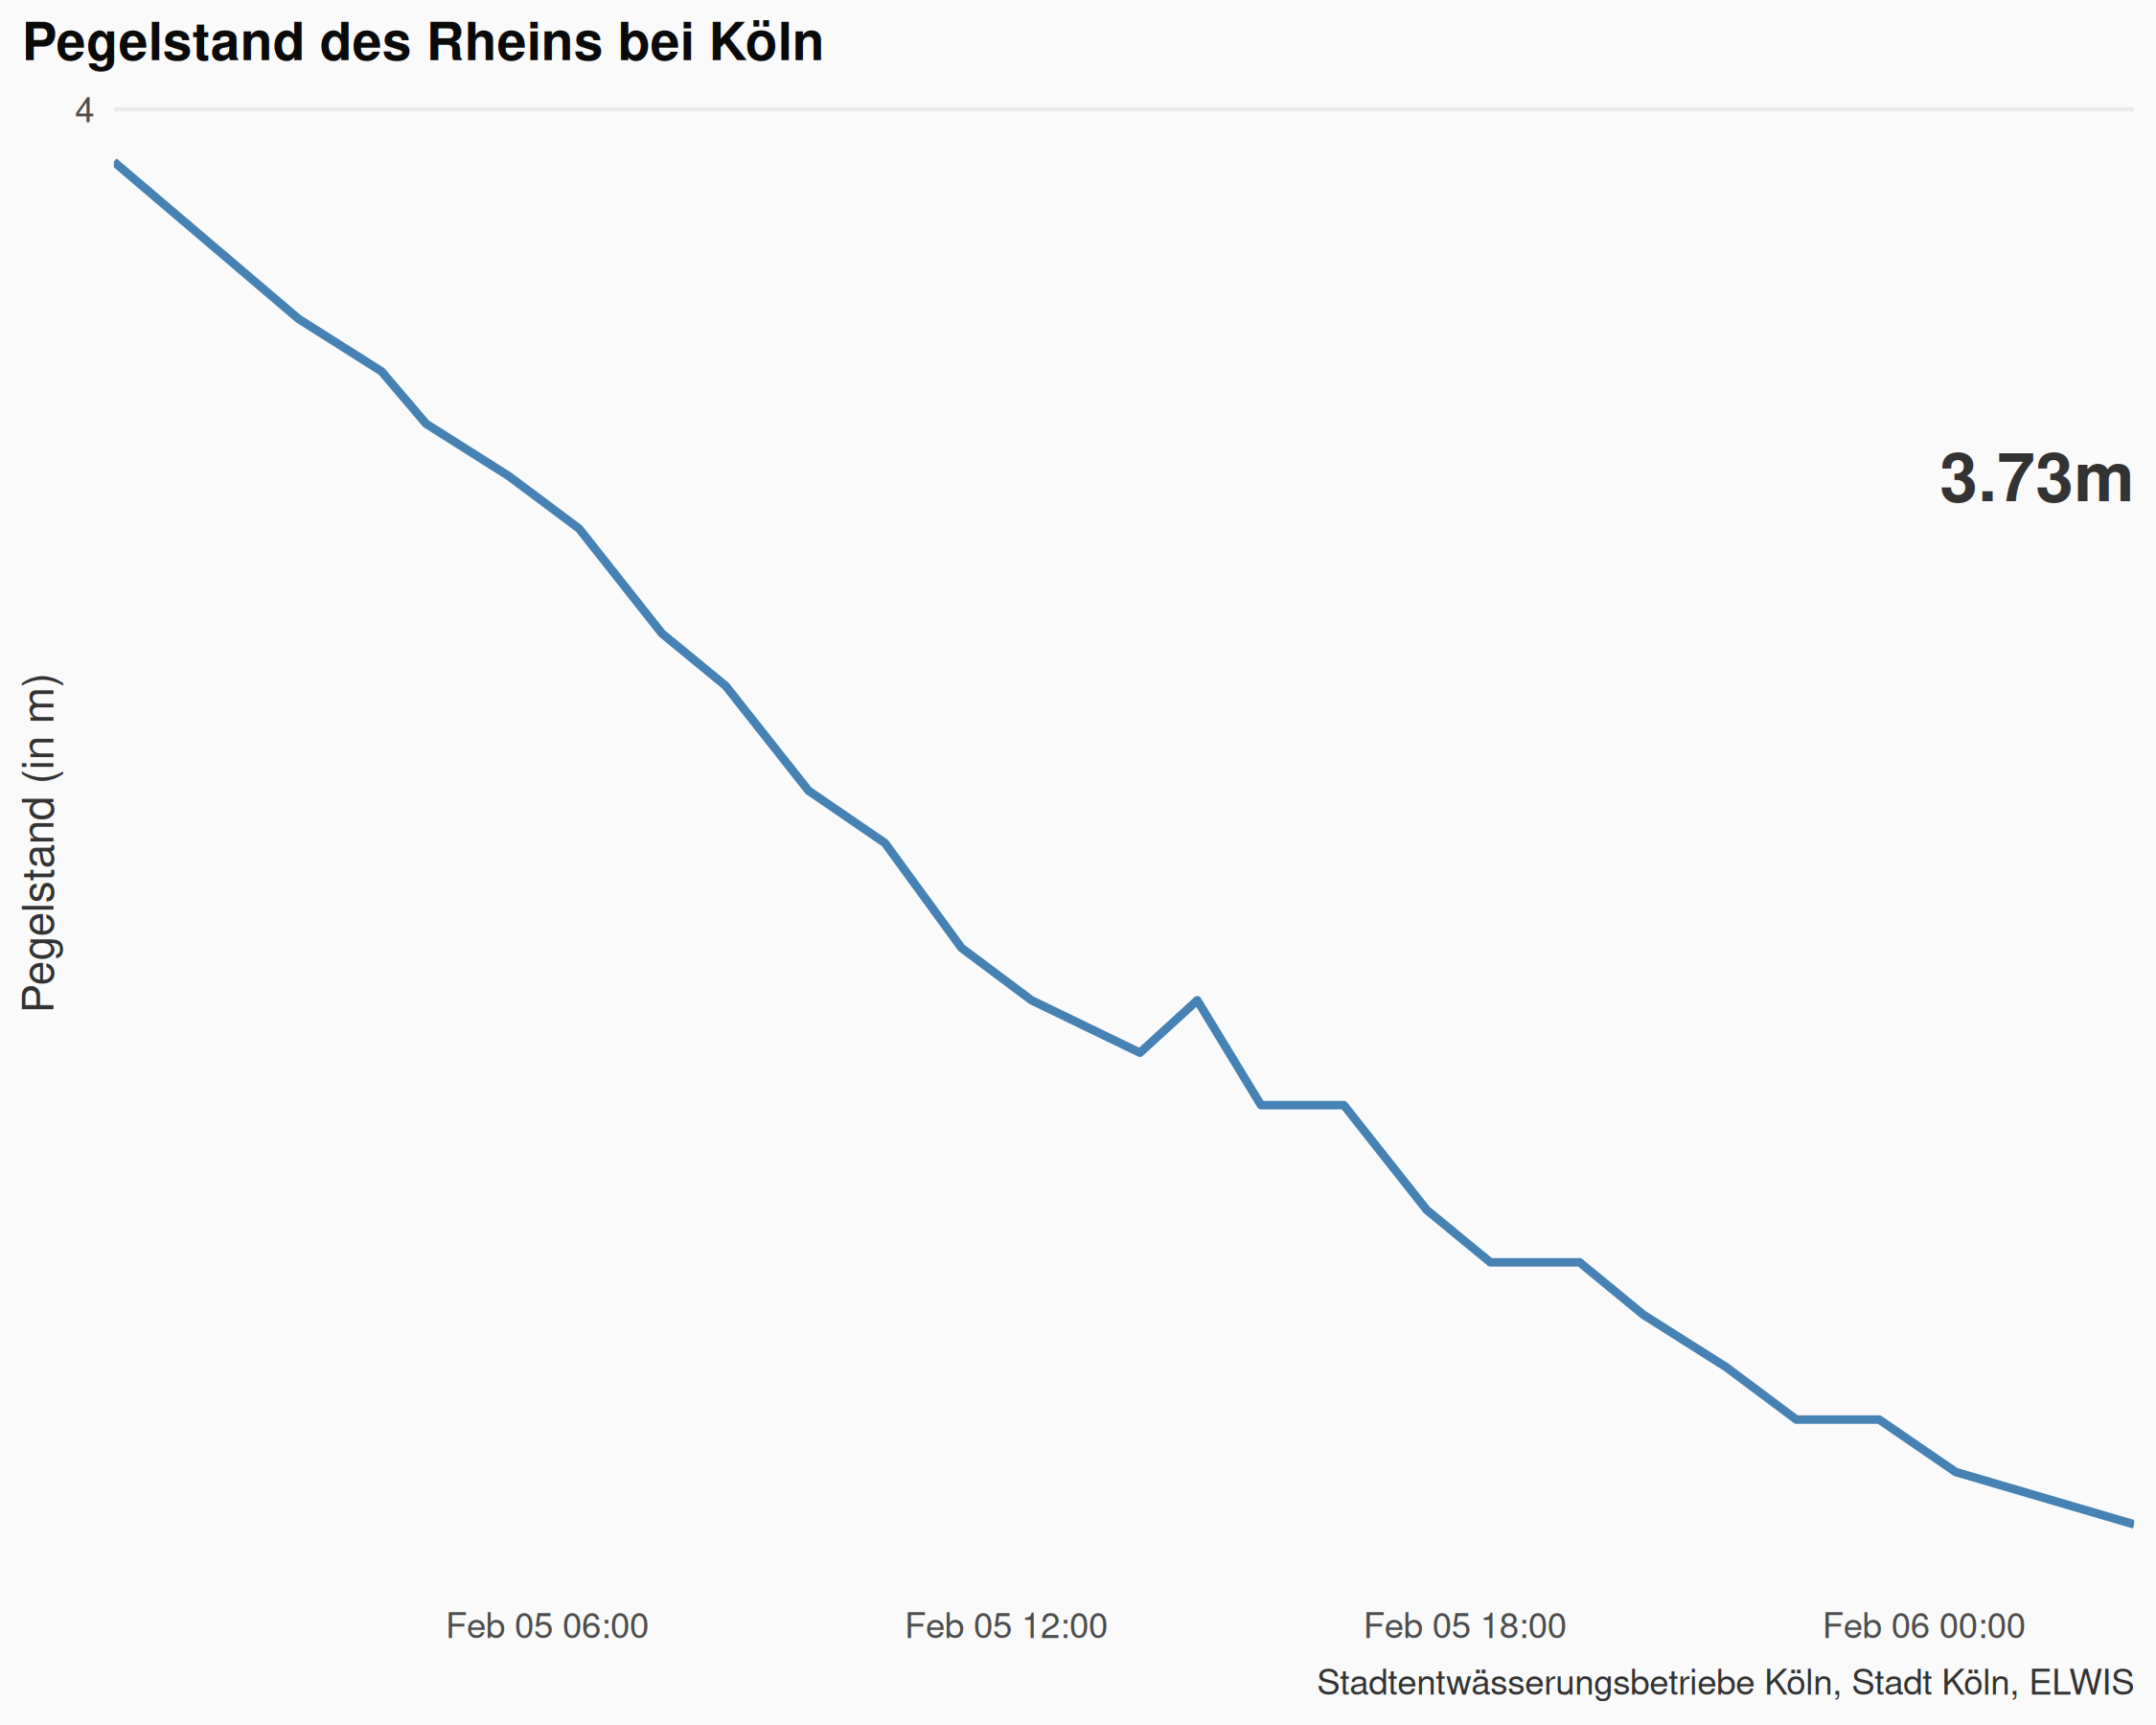 Pegelstand des Rheins bei Köln
4
3.73m
Pegelstand (in m)
Feb 05 06:00
Feb 05 12:00
Feb 05 18:00
Feb 06 00:00
Stadtentwässerungsbetriebe Köln, Stadt Köln, ELWIS